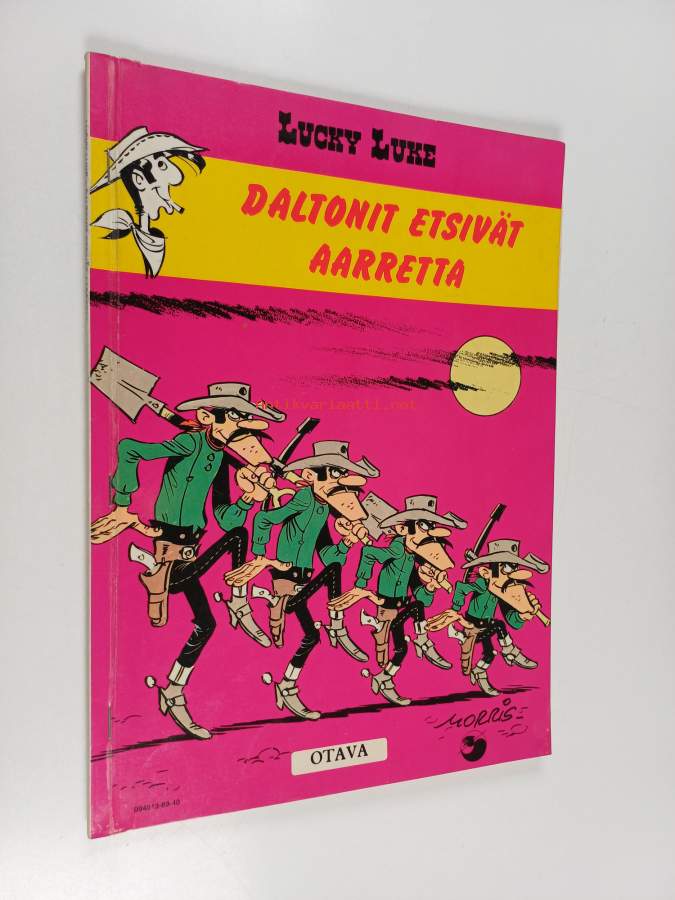 LUCKY LUKE
DALTONIT ETSIVÄT
AARRETTA
antikvariaatti.net
MORRIS
OTAVA